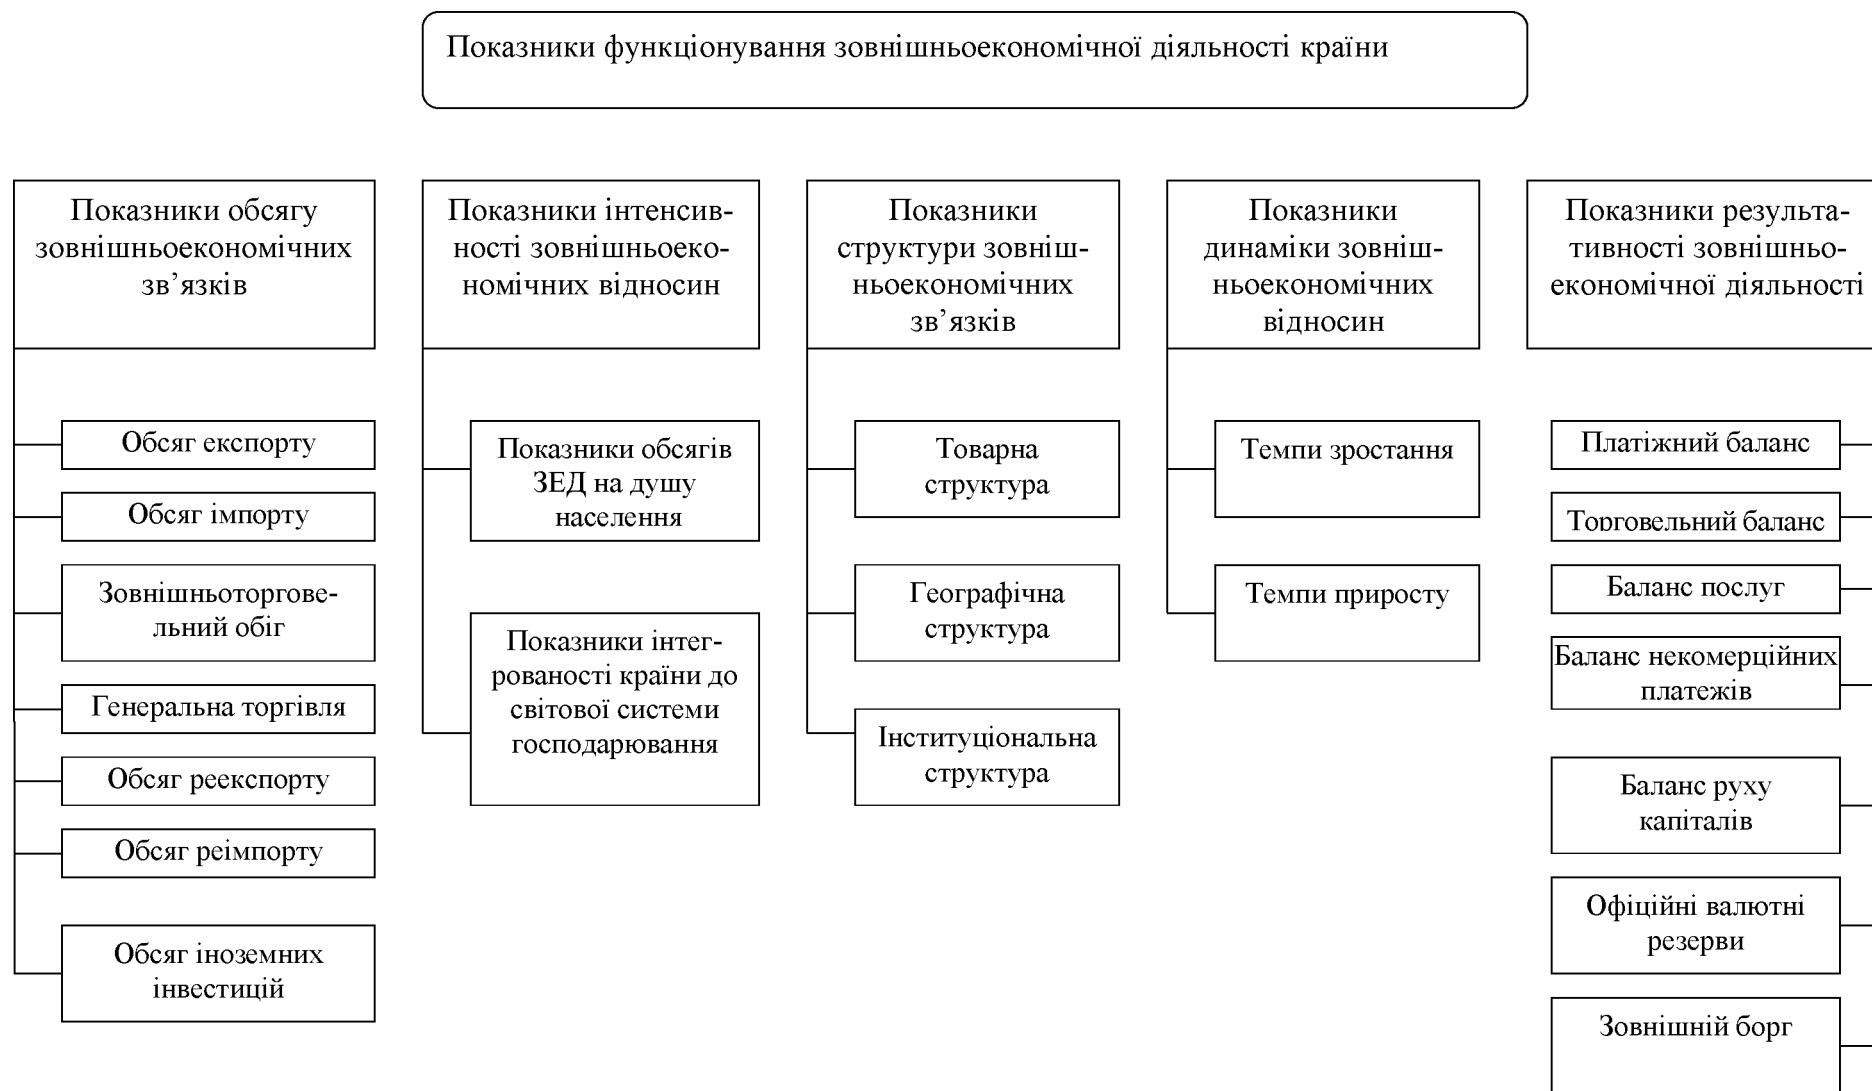 Показники функціонування зовнішньоекономічної діяльності країни
Показники обсягу
зовнішньоекономічних
зв’язків
Обсяг експорту
Обсяг імпорту
Зовнішньоторгове-
льний обіг
Генеральна торгівля
Обсяг реекспорту
Обсяг реімпорту
Обсяг іноземних
інвестицій
Показники інтенсив-
ності зовнішньоеко-
номічних відносин
Показники обсягів
ЗЕД на душу
населення
Показники інтег-
рованості країни до
світової системи
господарювання
Показники
структури зовніш-
ньоекономічних
зв’язків
Товарна
структура
Географічна
структура
Інституціональна
структура
Показники
динаміки зовніш-
ньоекономічних
відносин
Темпи зростання
Темпи приросту
Показники результа-
тивності зовнішньо-
економічної діяльності
Платіжний баланс
Торговельний баланс
Баланс послуг
Баланс некомерційних
платежів
Баланс руху
капіталів
Офіційні валютні
резерви
Зовнішній борг